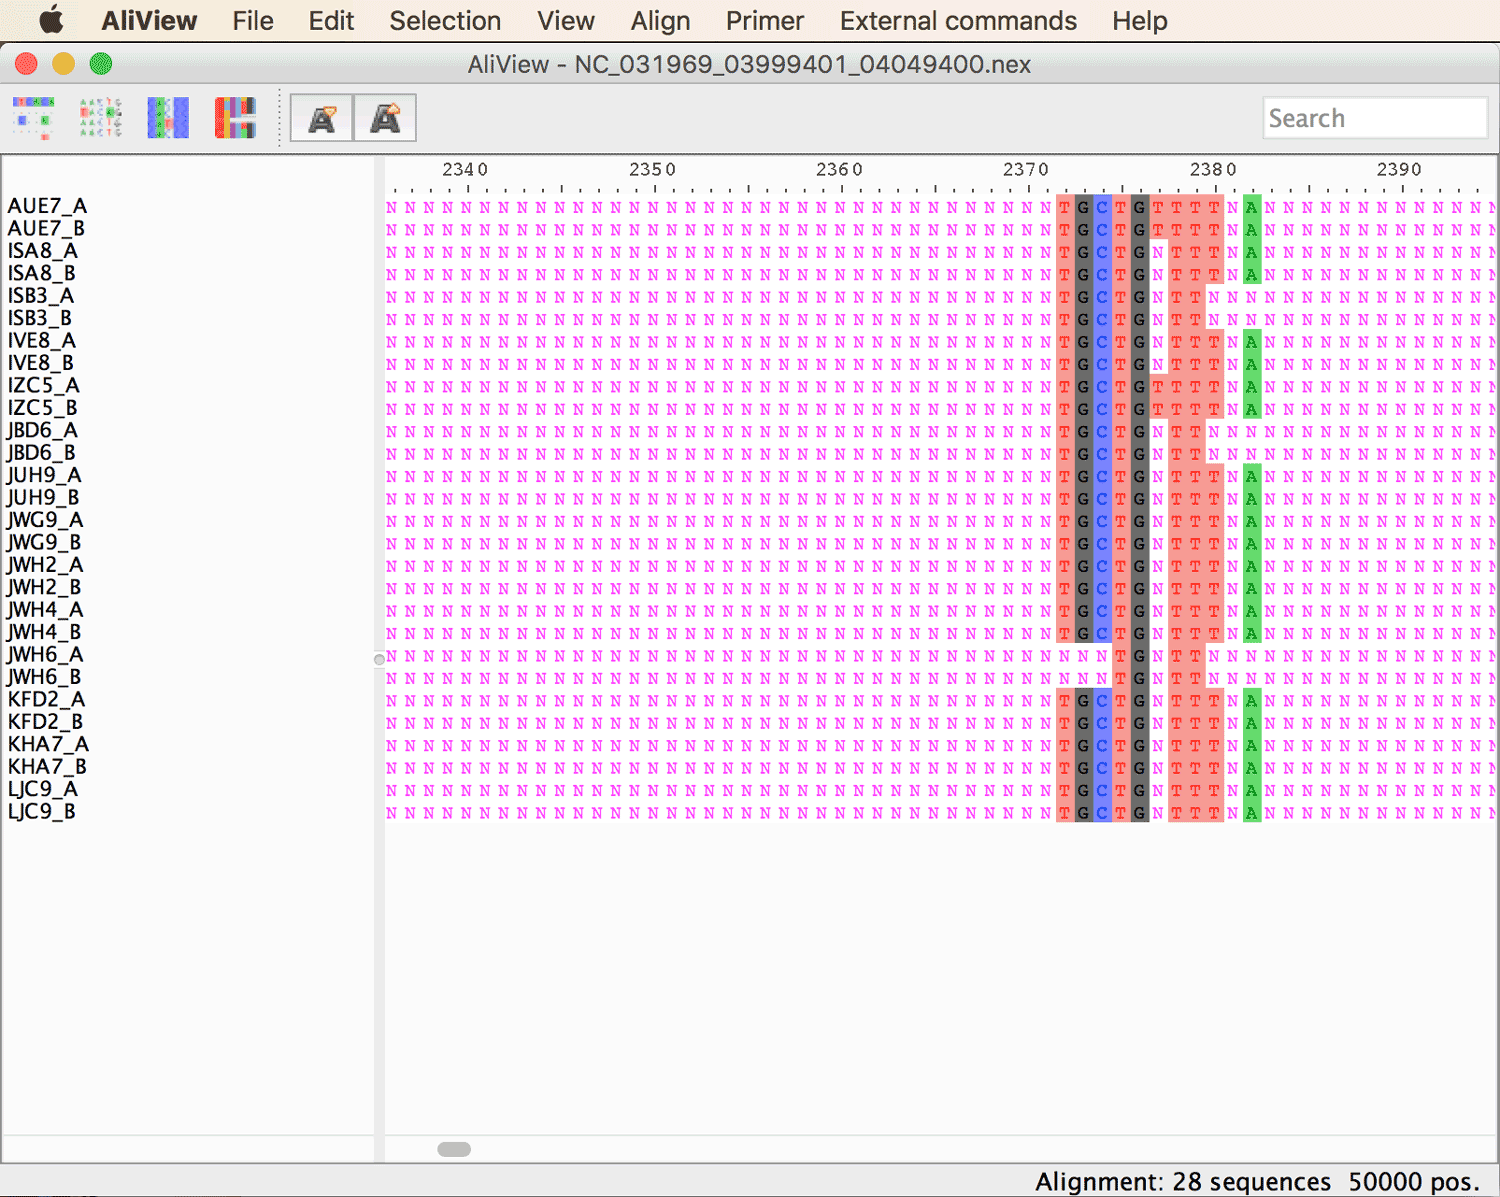 AliView File Edit Selection View Align Primer External commands Help
AliView - NC_031969_03999401_04049400.nex
Search
2340 2350 2360 2370 2380 2390
AUE7_A NNNNNNNNNNNNNNNNNNNNNNNNNNNNNNNNNNNNTGCTGTTTTNANNNNNNNNNNNN
AUE7_B NNNNNNNNNNNNNNNNNNNNNNNNNNNNNNNNNNNNTGCTGTTTTNANNNNNNNNNNNN
ISA8_A NNNNNNNNNNNNNNNNNNNNNNNNNNNNNNNNNNNNTGCTGNTTTNANNNNNNNNNNNN
ISA8_B NNNNNNNNNNNNNNNNNNNNNNNNNNNNNNNNNNNNTGCTGNTTTNANNNNNNNNNNNN
ISB3_A NNNNNNNNNNNNNNNNNNNNNNNNNNNNNNNNNNNNTGCTGNTTNNNNNNNNNNNNNNN
ISB3_B NNNNNNNNNNNNNNNNNNNNNNNNNNNNNNNNNNNNTGCTGNTTNNNNNNNNNNNNNNN
IVE8_A NNNNNNNNNNNNNNNNNNNNNNNNNNNNNNNNNNNNTGCTGNTTTNANNNNNNNNNNNN
IVE8_B NNNNNNNNNNNNNNNNNNNNNNNNNNNNNNNNNNNNTGCTGNTTTNANNNNNNNNNNNN
IZC5_A NNNNNNNNNNNNNNNNNNNNNNNNNNNNNNNNNNNNTGCTGTTTTNANNNNNNNNNNNN
IZC5_B NNNNNNNNNNNNNNNNNNNNNNNNNNNNNNNNNNNNTGCTGTTTTNANNNNNNNNNNNN
JBD6_A NNNNNNNNNNNNNNNNNNNNNNNNNNNNNNNNNNNNTGCTGNTTNNNNNNNNNNNNNNN
JBD6_B NNNNNNNNNNNNNNNNNNNNNNNNNNNNNNNNNNNNTGCTGNTTNNNNNNNNNNNNNNN
JUH9_A NNNNNNNNNNNNNNNNNNNNNNNNNNNNNNNNNNNNTGCTGNTTTNANNNNNNNNNNNN
JUH9_B NNNNNNNNNNNNNNNNNNNNNNNNNNNNNNNNNNNNTGCTGNTTTNANNNNNNNNNNNN
JWG9_A NNNNNNNNNNNNNNNNNNNNNNNNNNNNNNNNNNNNTGCTGNTTTNANNNNNNNNNNNN
JWG9_B NNNNNNNNNNNNNNNNNNNNNNNNNNNNNNNNNNNNTGCTGNTTTNANNNNNNNNNNNN
JWH2_A NNNNNNNNNNNNNNNNNNNNNNNNNNNNNNNNNNNNTGCTGNTTTNANNNNNNNNNNNN
JWH2_B NNNNNNNNNNNNNNNNNNNNNNNNNNNNNNNNNNNNTGCTGNTTTNANNNNNNNNNNNN
JWH4_A NNNNNNNNNNNNNNNNNNNNNNNNNNNNNNNNNNNNTGCTGNTTTNANNNNNNNNNNNN
JWH4_B NNNNNNNNNNNNNNNNNNNNNNNNNNNNNNNNNNNNTGCTGNTTTNANNNNNNNNNNNN
JWH6_A NNNNNNNNNNNNNNNNNNNNNNNNNNNNNNNNNNNNNNNTGNTTNNNNNNNNNNNNNNN
JWH6_B NNNNNNNNNNNNNNNNNNNNNNNNNNNNNNNNNNNNNNNTGNTTNNNNNNNNNNNNNNN
KFD2_A NNNNNNNNNNNNNNNNNNNNNNNNNNNNNNNNNNNNTGCTGNTTTNANNNNNNNNNNNN
KFD2_B NNNNNNNNNNNNNNNNNNNNNNNNNNNNNNNNNNNNTGCTGNTTTNANNNNNNNNNNNN
KHA7_A NNNNNNNNNNNNNNNNNNNNNNNNNNNNNNNNNNNNTGCTGNTTTNANNNNNNNNNNNN
KHA7_B NNNNNNNNNNNNNNNNNNNNNNNNNNNNNNNNNNNNTGCTGNTTTNANNNNNNNNNNNN
LJC9_A NNNNNNNNNNNNNNNNNNNNNNNNNNNNNNNNNNNNTGCTGNTTTNANNNNNNNNNNNN
LJC9_B NNNNNNNNNNNNNNNNNNNNNNNNNNNNNNNNNNNNTGCTGNTTTNANNNNNNNNNNNN
Alignment: 28 sequences 50000 pos.